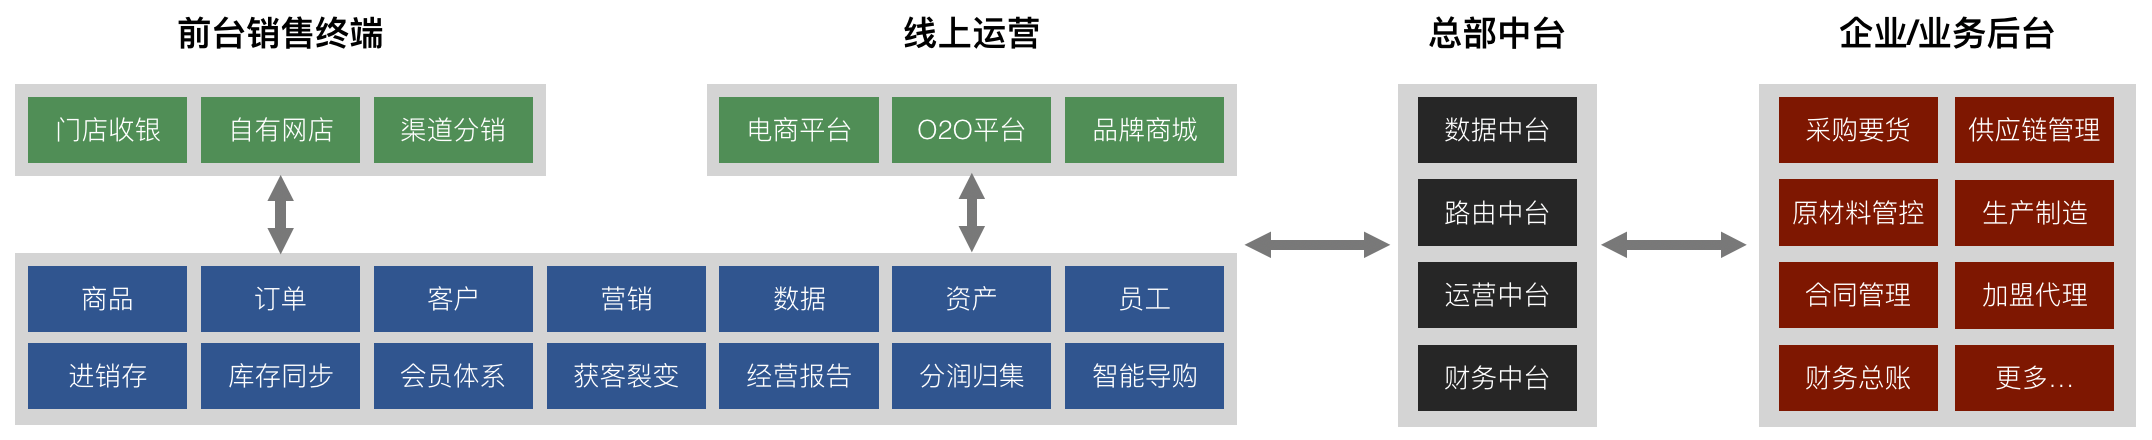 前台销售终端
线上运营
总部中台
企业/业务后台
门店收银
自有网店
渠道分销
电商平台
O2O平台
品牌商城
商品
订单
客户
营销
数据
资产
员工
进销存
库存同步
会员体系
获客裂变
经营报告
分润归集
智能导购
数据中台
路由中台
运营中台
财务中台
采购要货
供应链管理
原材料管控
生产制造
合同管理
加盟代理
财务总账
更多...